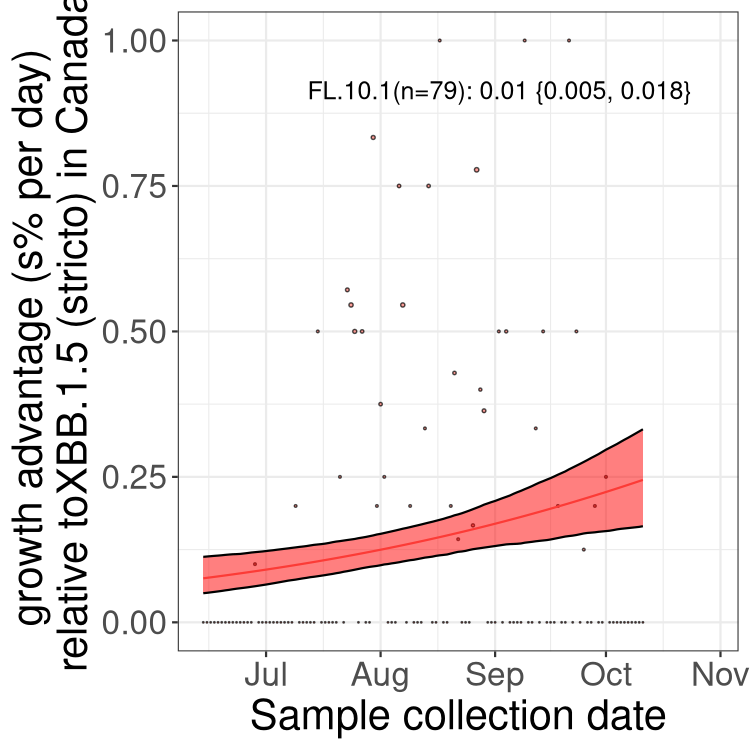 growth advantage (s% per day)
relative toXBB.1.5 (stricto) in Canada
1.00
0.75
0.50
0.25
0.00
FL.10.1(n=79): 0.01 {0.005, 0.018}
Jul Aug Sep Oct Nov
Sample collection date